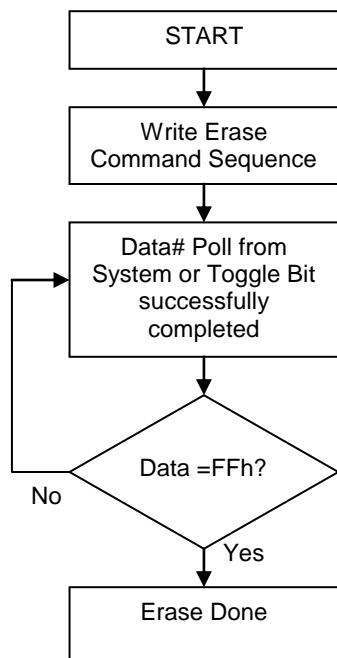 START
Write Erase
Command Sequence
Data# Poll from
System or Toggle Bit
successfully
completed
Data =FFh?
No
Yes
Erase Done